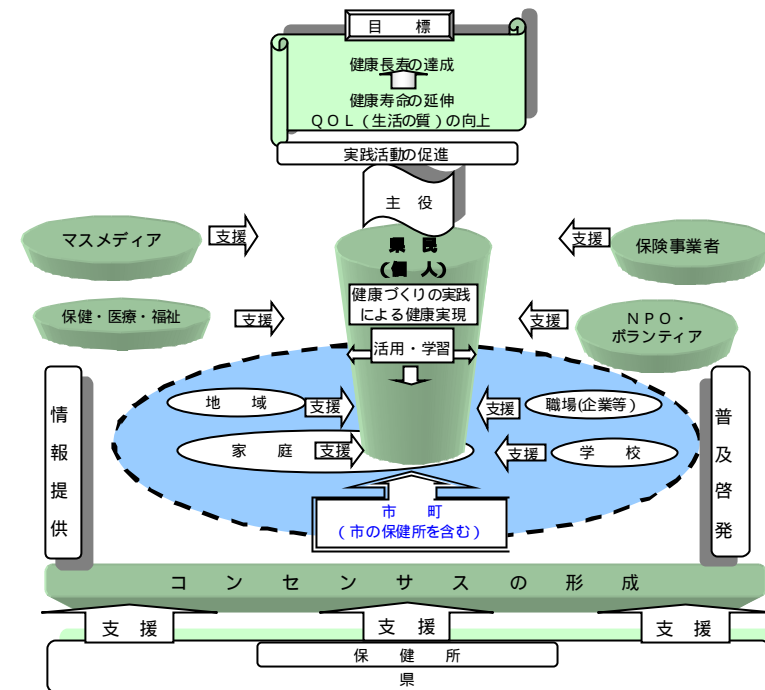 目　標
健康長寿の達成
健康寿命の延伸
ＱＯＬ（生活の質）の向上
実践活動の促進
主　役
マスメディア
支援
県　民
（個　人）
支援
保険事業者
保健・医療・福祉
支援
健康づくりの実践
による健康実現
支援
ＮＰＯ・
ボランティア
活用・学習
地　域
支援
支援
職場(企業等）
家　庭
支援
支援
学　校
情報提供
普及啓発
市　町
（市の保健所を含む）
コ　ン　セ　ン　サ　ス　の　形　成
支　援
支　援
支　援
保　健　所
県